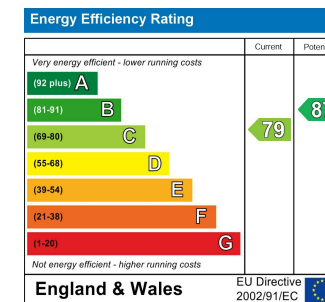 Energy Efficiency Rating
Current
Very energy efficient - lower running costs
(92 plus) A
(81-91) B
(69-80) C
79
(55-68) D
(39-54) E
(21-38) F
(1-20) G
Not energy efficient - higher running costs
England & Wales
EU Directive
2002/91/EC